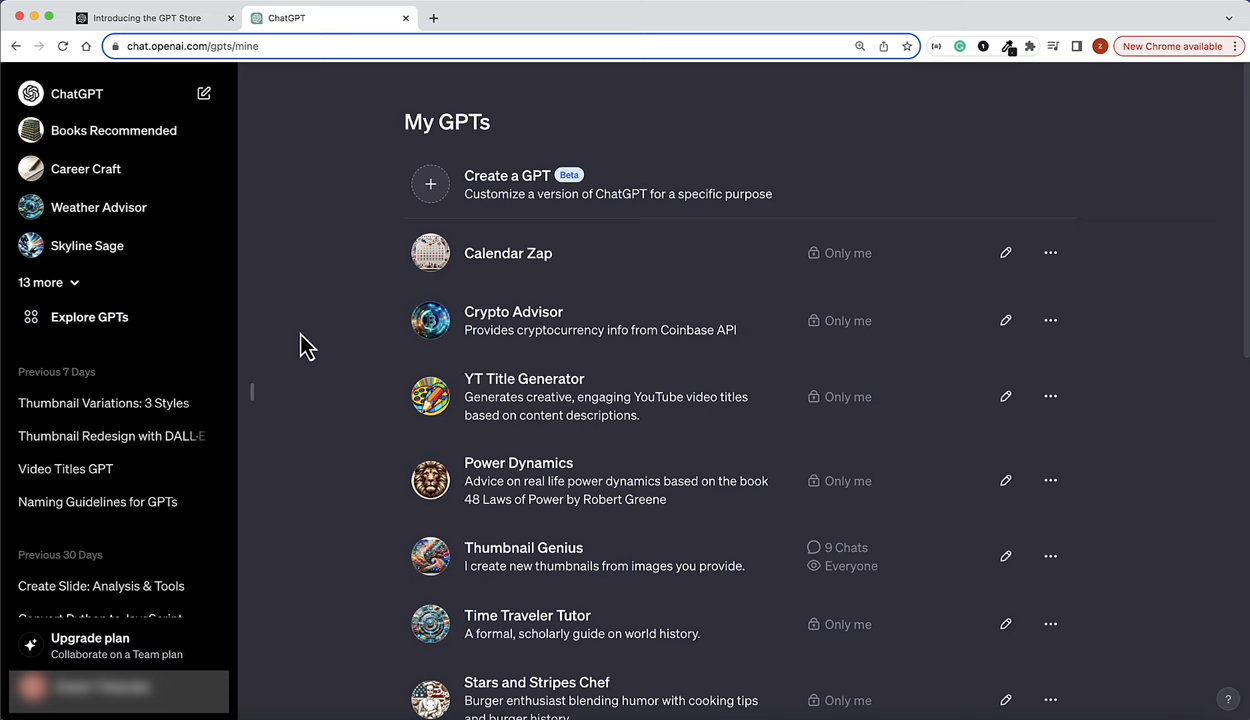 Introducing the GPT Store
ChatGPT
chat.openai.com/gpts/mine
New Chrome available
ChatGPT
Books Recommended
Career Craft
Weather Advisor
Skyline Sage
13 more
Explore GPTs
Previous 7 Days
Thumbnail Variations: 3 Styles
Thumbnail Redesign with DALL·E
Video Titles GPT
Naming Guidelines for GPTs
Previous 30 Days
Create Slide: Analysis & Tools
Convert Python to JavaScript
Upgrade plan
Collaborate on a Team plan
My GPTs
Create a GPT Beta
Customize a version of ChatGPT for a specific purpose
Calendar Zap
Only me
Crypto Advisor
Provides cryptocurrency info from Coinbase API
Only me
YT Title Generator
Generates creative, engaging YouTube video titles
based on content descriptions.
Only me
Power Dynamics
Advice on real life power dynamics based on the book
48 Laws of Power by Robert Greene
Only me
Thumbnail Genius
I create new thumbnails from images you provide.
9 Chats
Everyone
Time Traveler Tutor
A formal, scholarly guide on world history.
Only me
Stars and Stripes Chef
Burger enthusiast blending humor with cooking tips
and burger history.
Only me
?